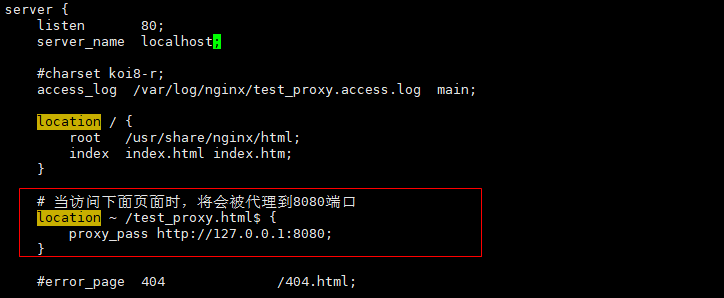 server {
    listen       80;
    server_name  localhost;

    #charset koi8-r;
    access_log  /var/log/nginx/test_proxy.access.log  main;

    location / {
        root   /usr/share/nginx/html;
        index  index.html index.htm;
    }

    # 当访问下面页面时，将会被代理到8080端口
    location ~ /test_proxy.html$ {
        proxy_pass http://127.0.0.1:8080;
    }

    #error_page  404              /404.html;